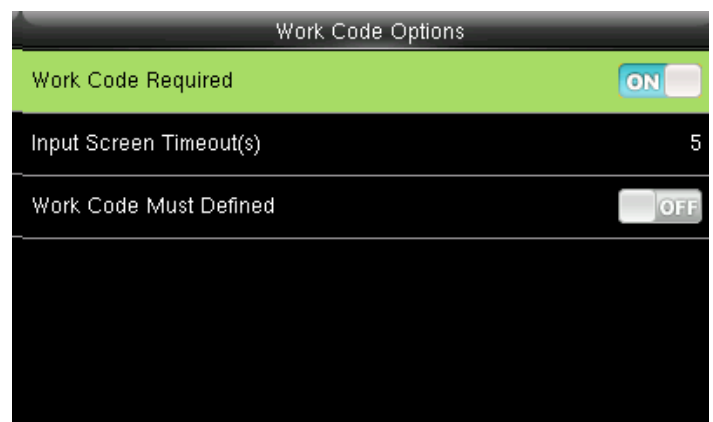 Work Code Options
Work Code Required ON
Input Screen Timeout(s) 5
Work Code Must Defined OFF